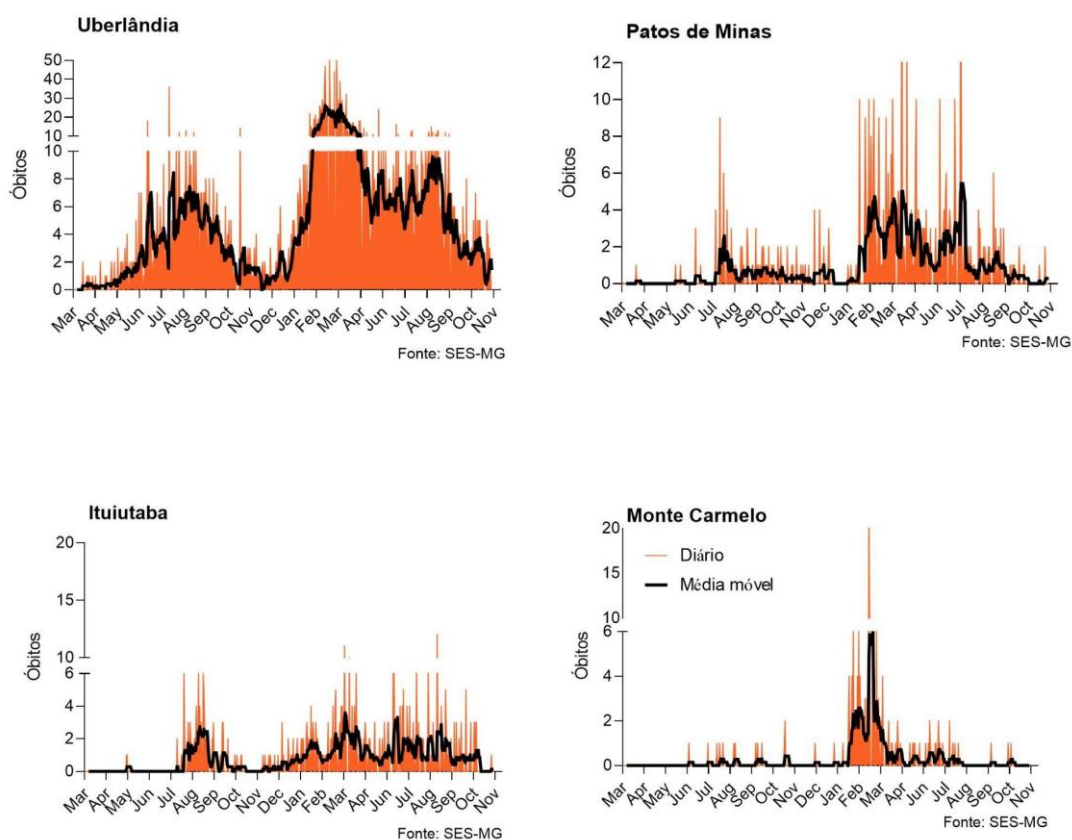 Uberlândia
50
40
30
20
10
10
8
6
4
2
0
Óbitos
Mar Apr May Jun Jul Aug Sep Oct Nov Dec Jan Feb Mar Apr Jun Jul Aug Sep Oct Nov
Fonte: SES-MG
Patos de Minas
12
10
8
6
4
2
0
Óbitos
Mar Apr May Jun Jul Aug Sep Oct Nov Dec Jan Feb Mar Apr Jun Jul Aug Sep Oct Nov
Fonte: SES-MG
Ituiutaba
20
15
10
6
4
2
0
Óbitos
Mar Apr May Jun Jul Aug Sep Oct Nov Dec Jan Feb Mar Apr Jun Jul Aug Sep Oct Nov
Fonte: SES-MG
Monte Carmelo
20
15
10
6
4
2
0
Óbitos
Diário
Média móvel
Mar Apr May Jun Jul Aug Sep Oct Nov Dec Jan Feb Mar Apr Jun Jul Aug Sep Oct Nov
Fonte: SES-MG